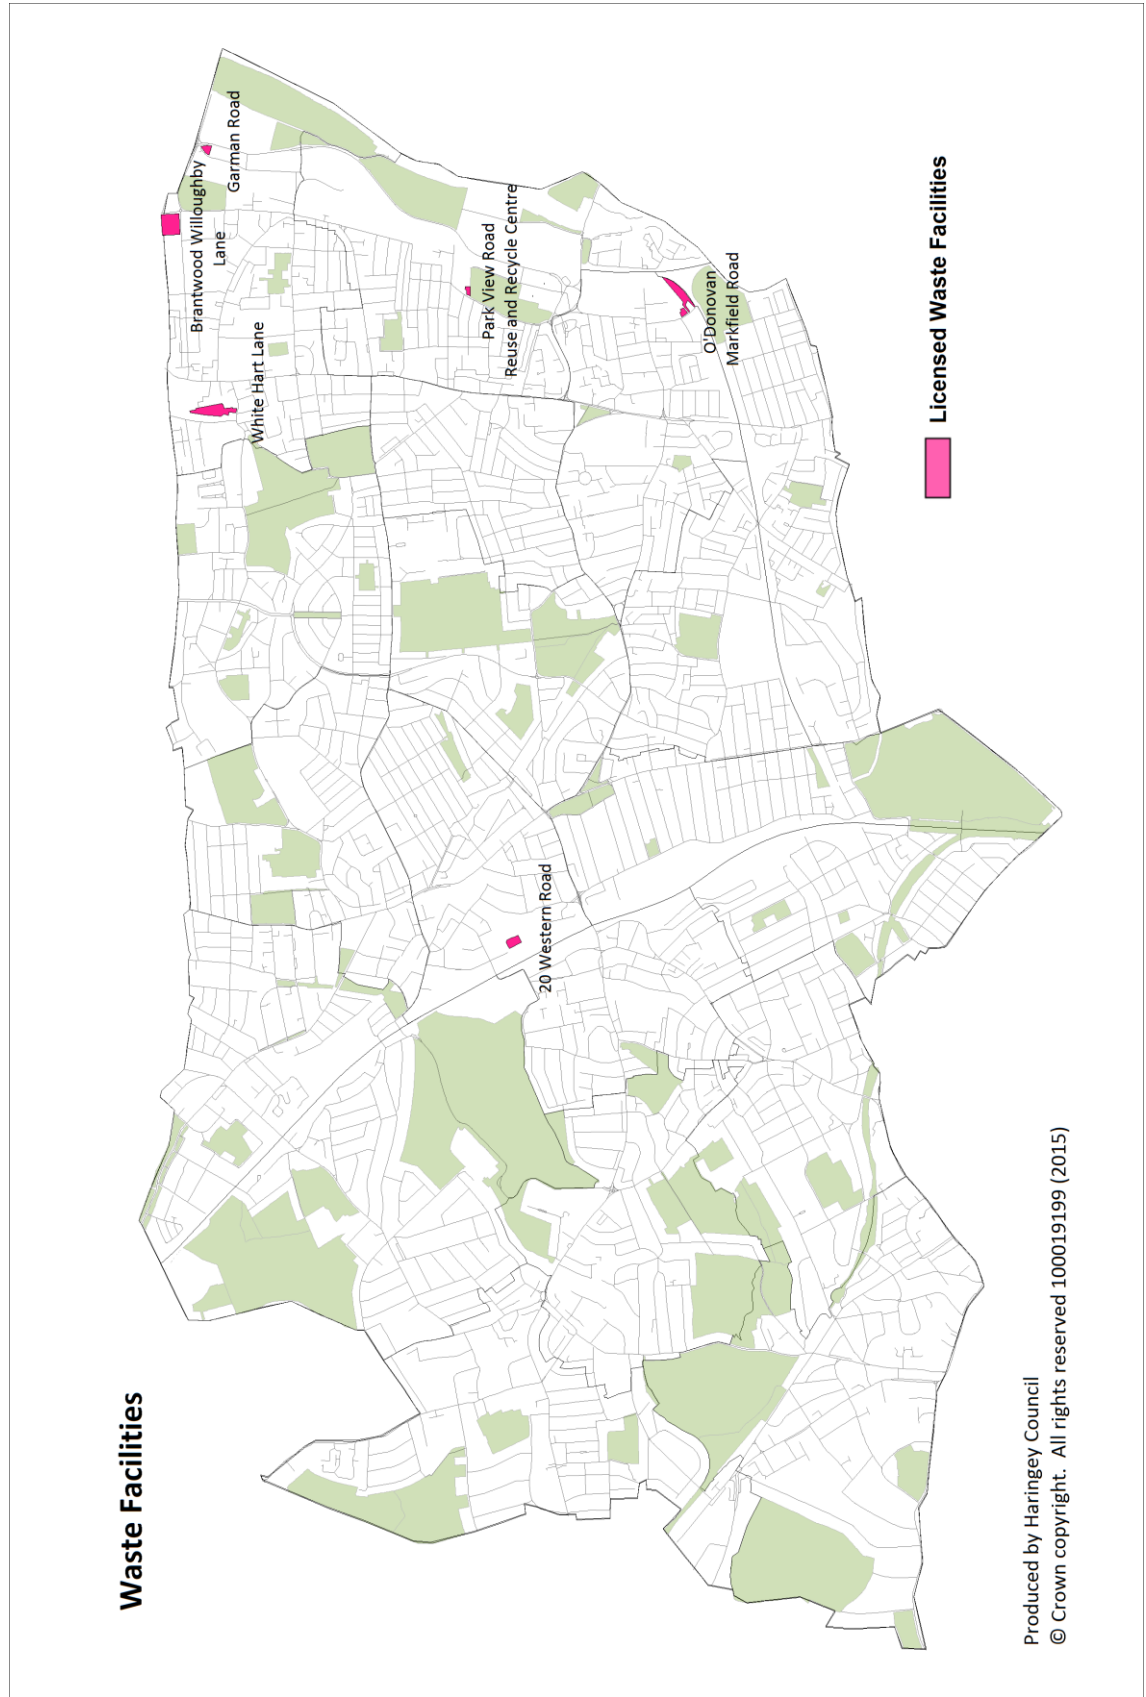 Waste Facilities
Brantwood Willoughby
Lane
Garman Road
White Hart Lane
Park View Road
Reuse and Recycle Centre
O'Donovan
Markfield Road
20 Western Road
Licensed Waste Facilities
Produced by Haringey Council
© Crown copyright. All rights reserved 100019199 (2015)